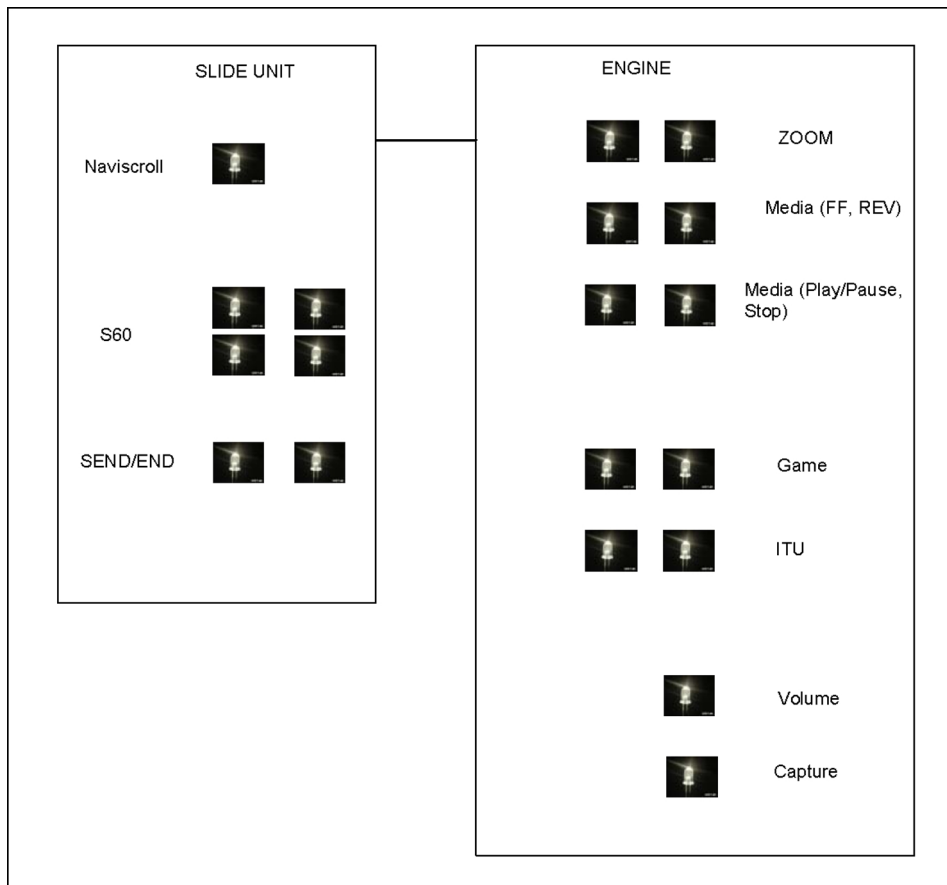 SLIDE UNIT
Naviscroll
S60
SEND/END
ENGINE
ZOOM
Media (FF, REV)
Media (Play/Pause,
Stop)
Game
ITU
Volume
Capture